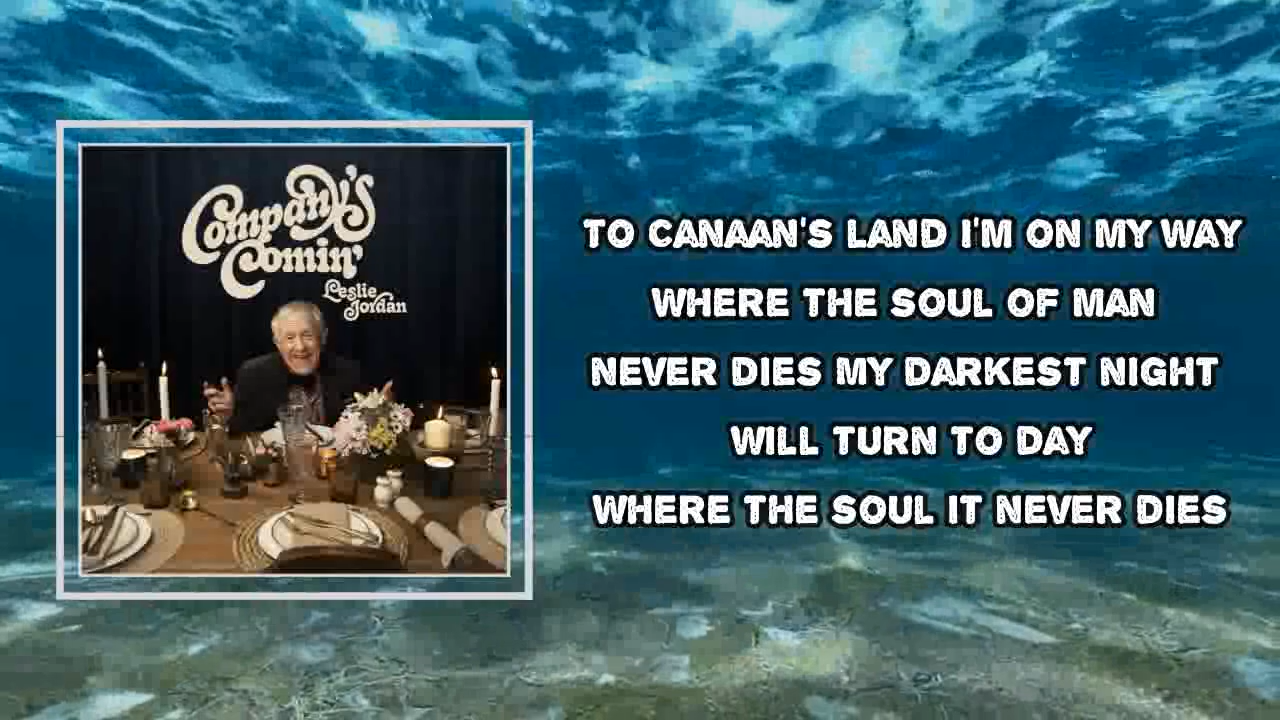 Company's
Comin'
Leslie
Jordan
TO CANAAN'S LAND I'M ON MY WAY
WHERE THE SOUL OF MAN
NEVER DIES MY DARKEST NIGHT
WILL TURN TO DAY
WHERE THE SOUL IT NEVER DIES